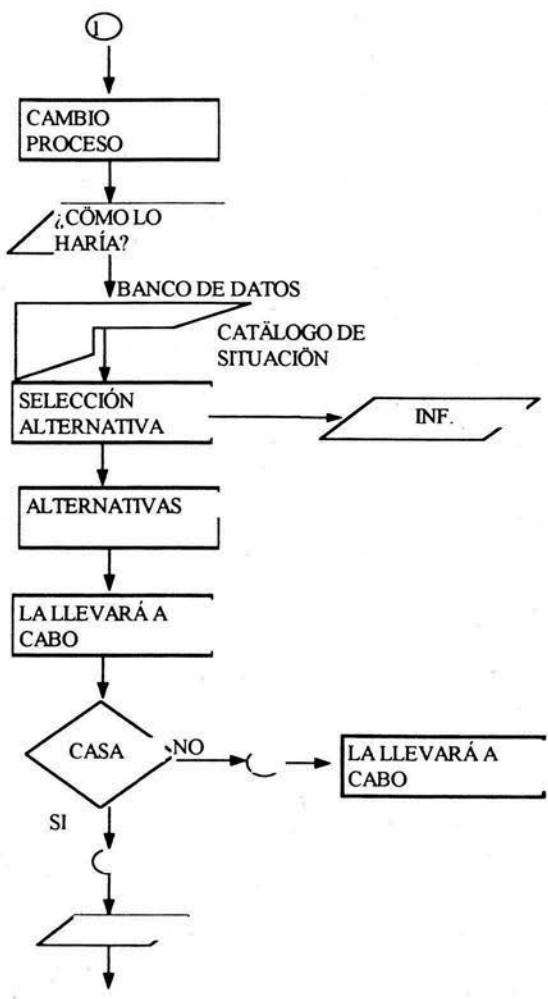 1
CAMBIO
PROCESO
¿CÖMO LO
HARÍA?
BANCO DE DATOS
CATÄLOGO DE
SITUACIÖN
SELECCIÓN
ALTERNATIVA
INF.
ALTERNATIVAS
LA LLEVARÁ A
CABO
CASA
NO
LA LLEVARÁ A
CABO
SI